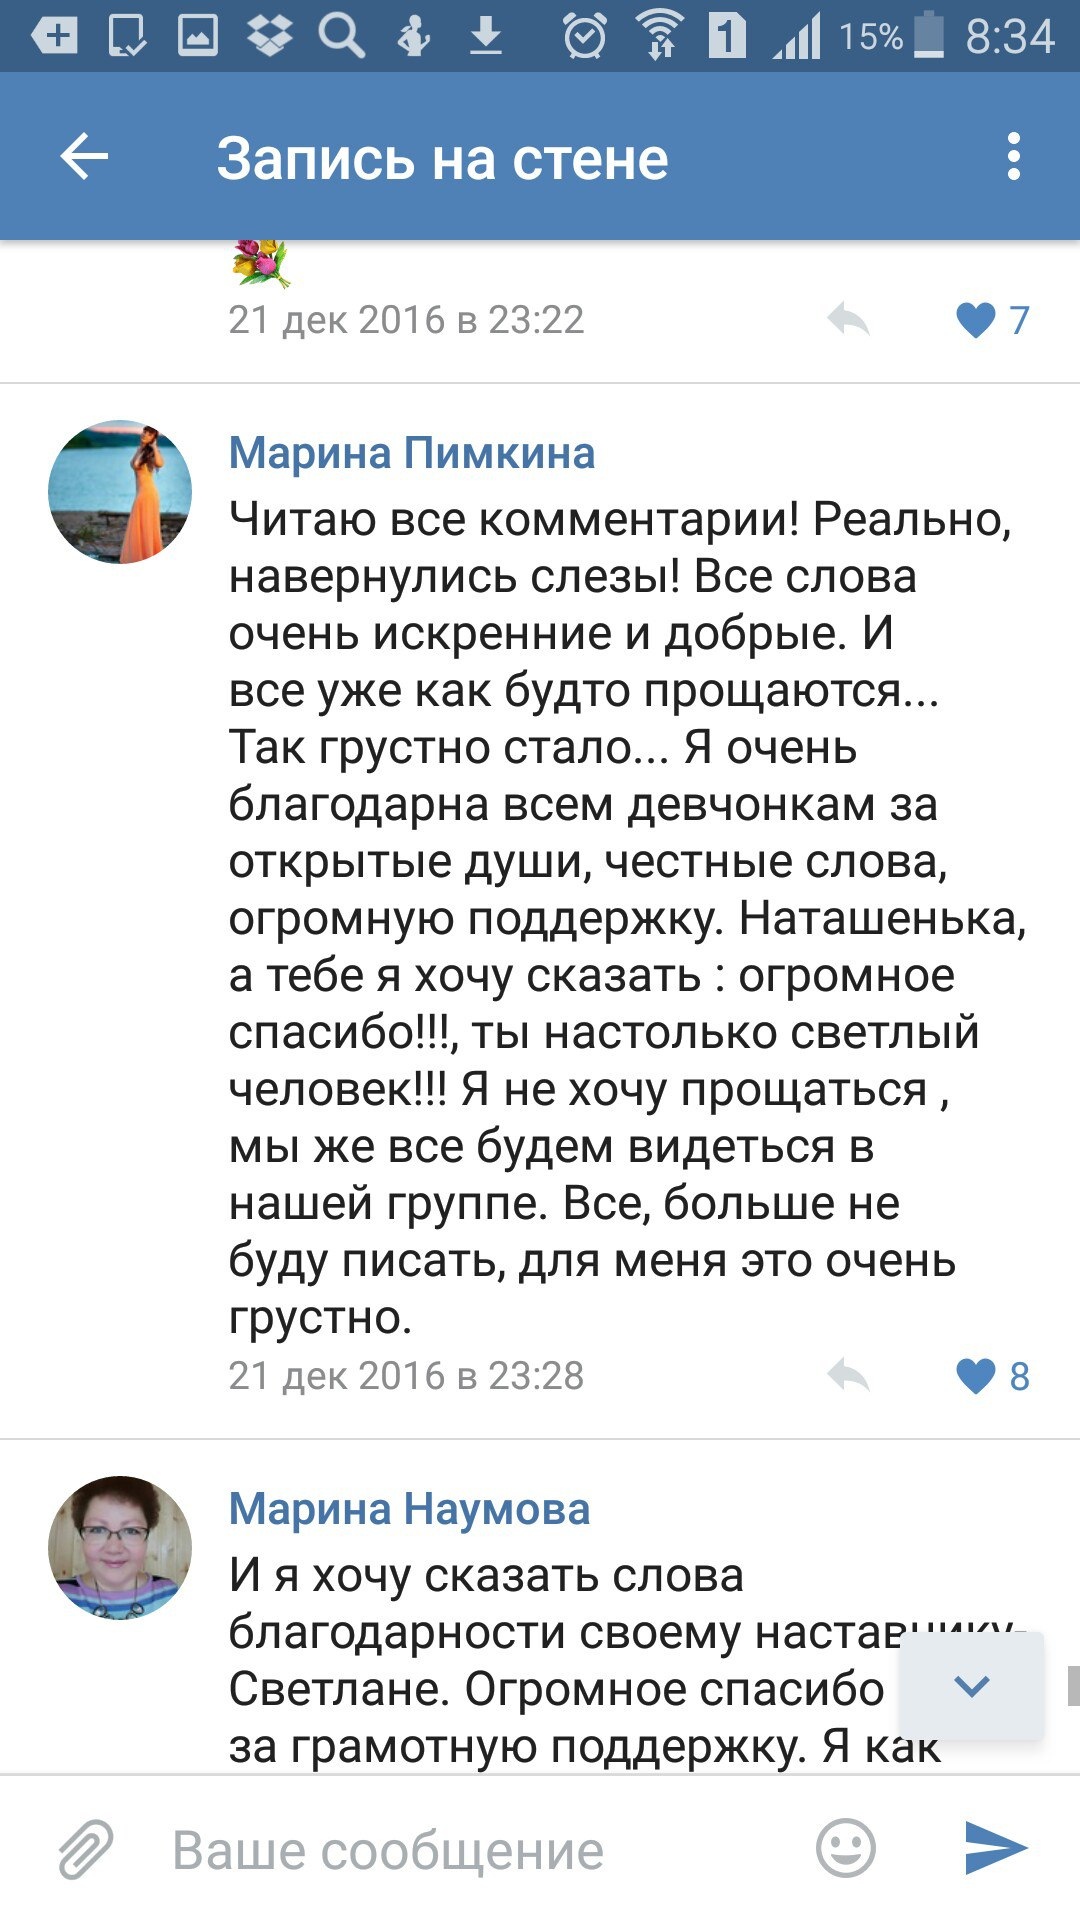 1 15% 8:34
Запись на стене
21 дек 2016 в 23:22
7
Марина Пимкина
Читаю все комментарии! Реально,
навернулись слезы! Все слова
очень искренние и добрые. И
все уже как будто прощаются...
Так грустно стало... Я очень
благодарна всем девчонкам за
открытые души, честные слова,
огромную поддержку. Наташенька,
а тебе я хочу сказать : огромное
спасибо!!!, ты настолько светлый
человек!!! Я не хочу прощаться ,
мы же все будем видеться в
нашей группе. Все, больше не
буду писать, для меня это очень
грустно.
21 дек 2016 в 23:28
8
Марина Наумова
И я хочу сказать слова
благодарности своему наставнику-
Светлане. Огромное спасибо
за грамотную поддержку. Я как
Ваше сообщение